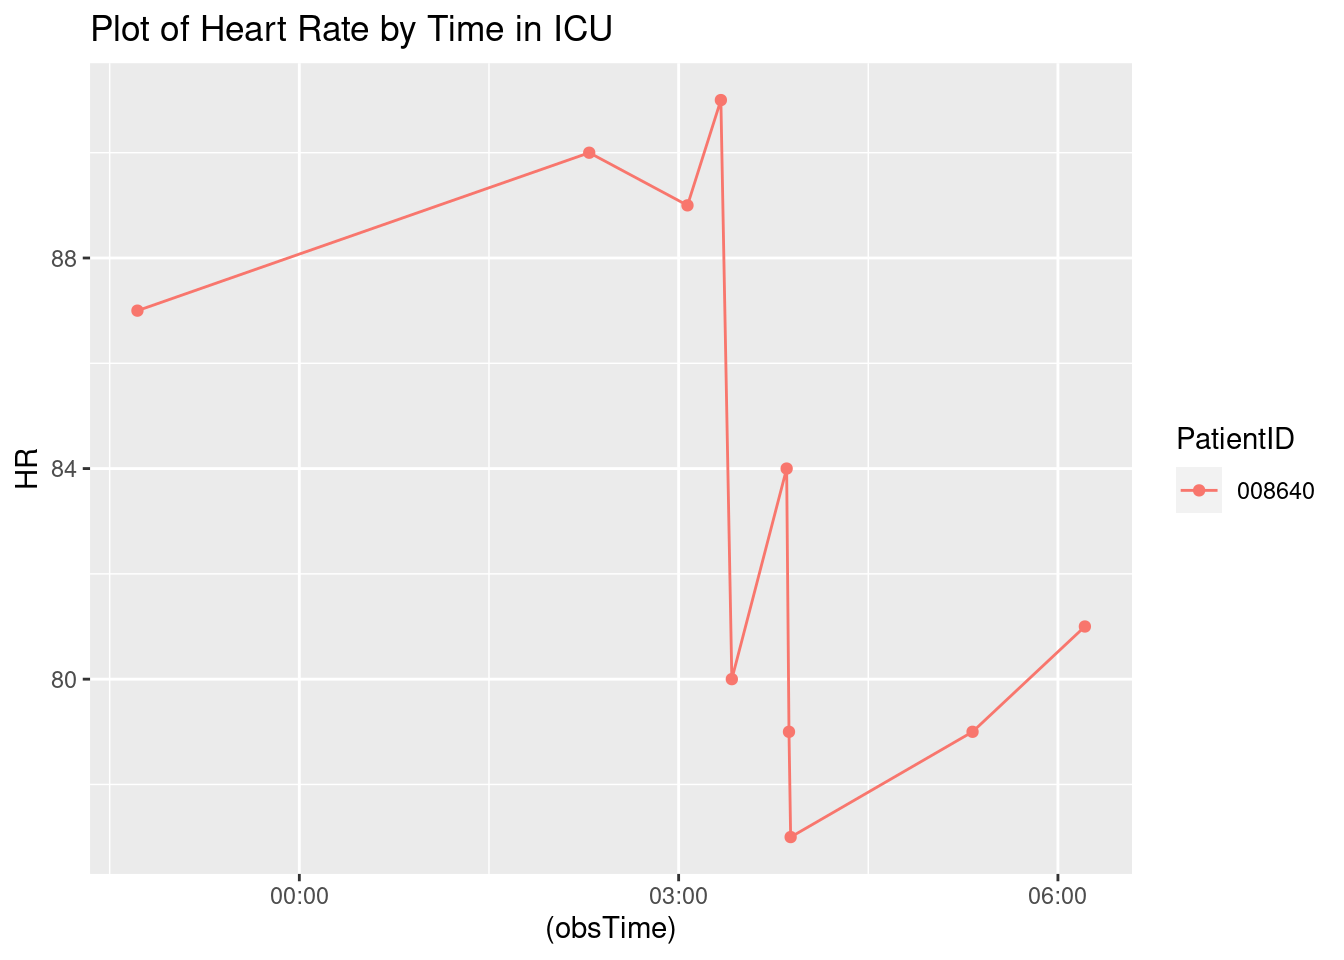 Plot of Heart Rate by Time in ICU
HR
88
84
80
00:00
03:00
06:00
(obsTime)
PatientID
008640